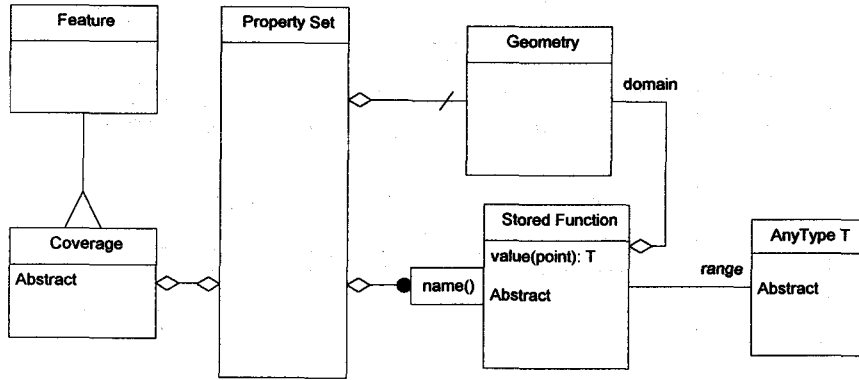 Feature
Property Set
Geometry
domain
Coverage
Abstract
Stored Function
value(point): T
Abstract
name()
range
AnyType T
Abstract